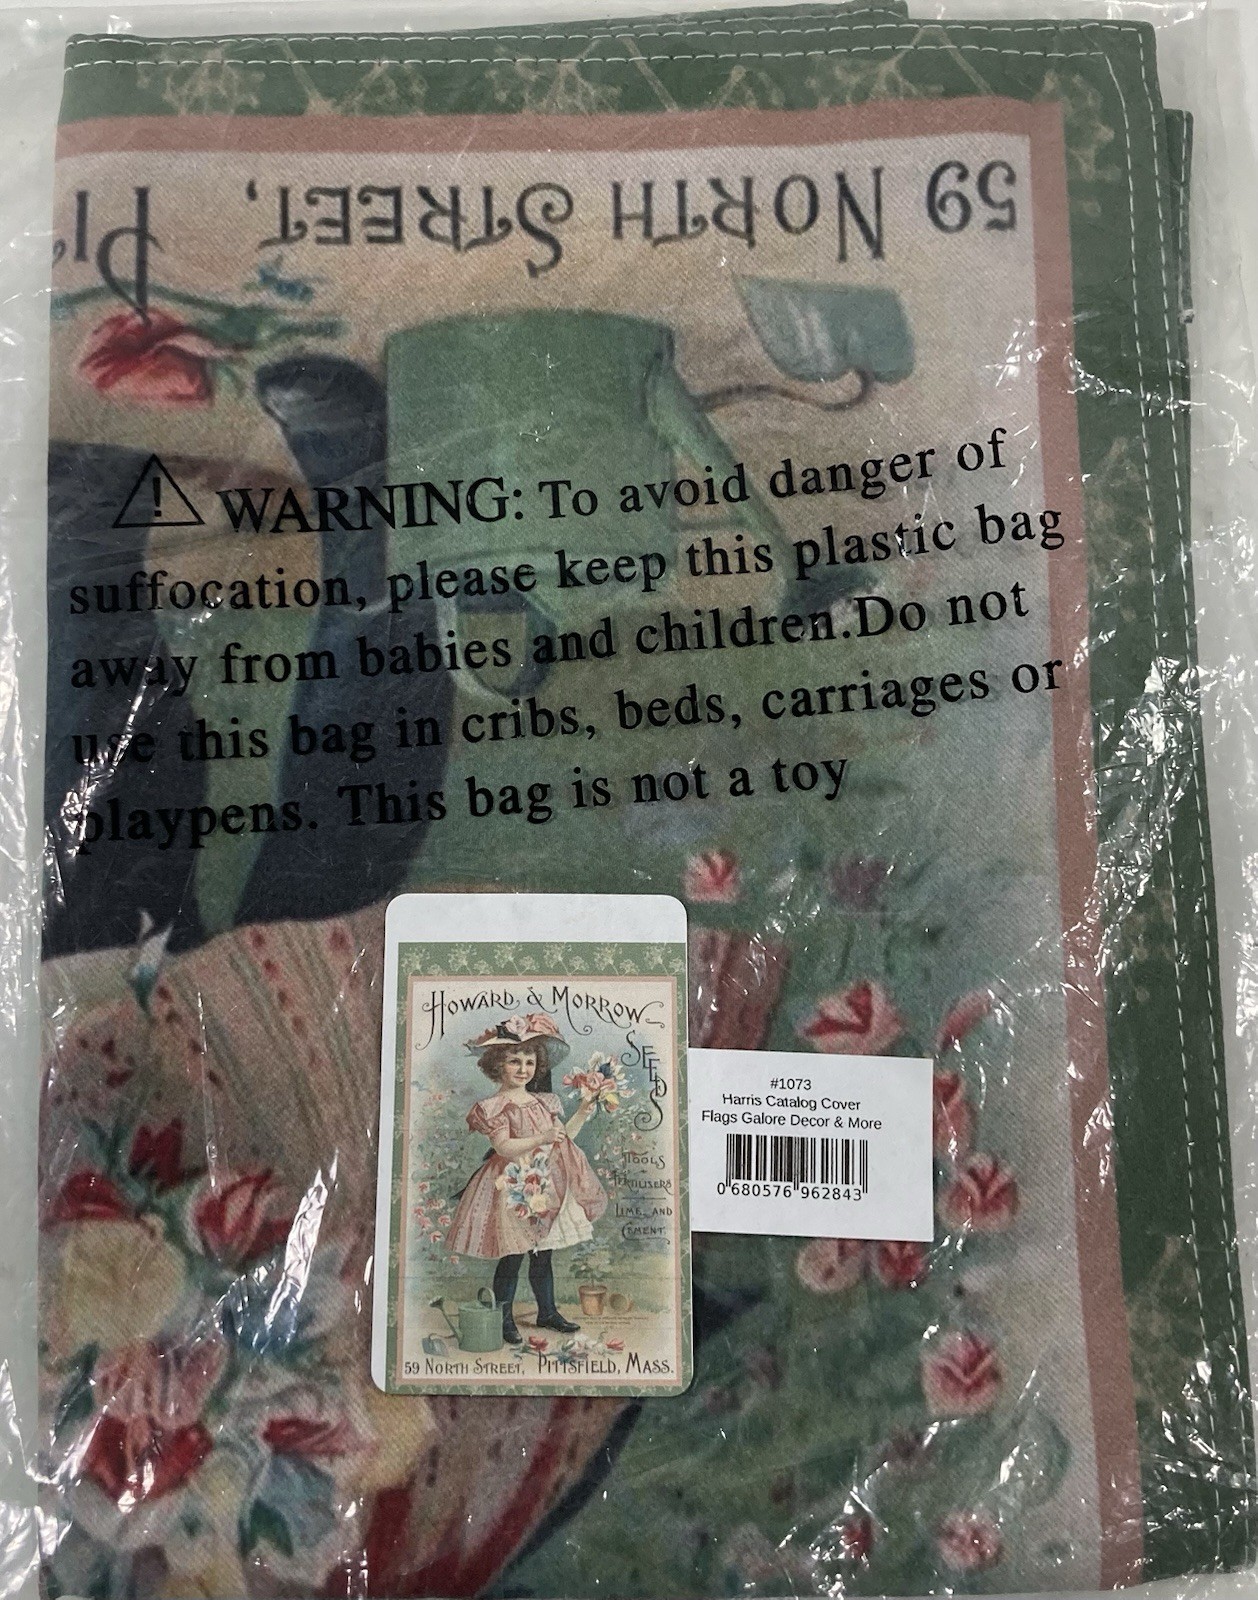 59 NORTH STREET, PI
WARNING: To avoid danger of
suffocation, please keep this plastic bag
away from babies and children.Do not
use this bag in cribs, beds, carriages or
playpens. This bag is not a toy
HOWARD & MORROW
SEEDS
TOOLS
FERTILISERS
LIME, AND
CEMENT.
59 NORTH STREET, PITTSFIELD, MASS.
#1073
Harris Catalog Cover
Flags Galore Decor & More
0 680576 962843